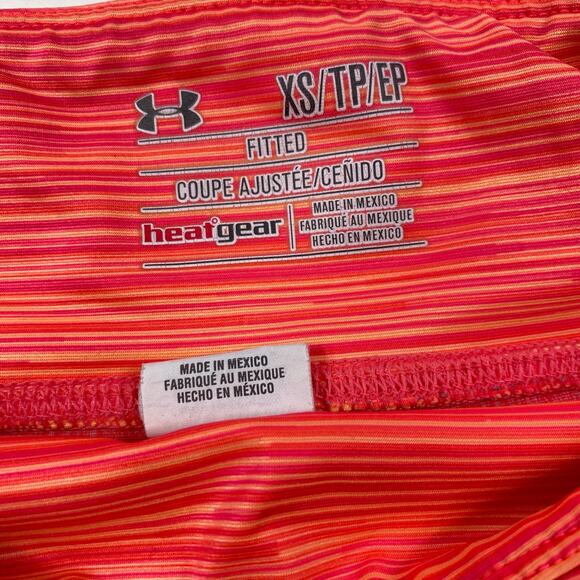 XS/TP/EP
FITTED
COUPE AJUSTÉE/CEÑIDO
heatgear
MADE IN MEXICO
FABRIQUÉ AU MEXIQUE
HECHO EN MEXICO
MADE IN MEXICO
FABRIQUÉ AU MEXIQUE
HECHO EN MÉXICO